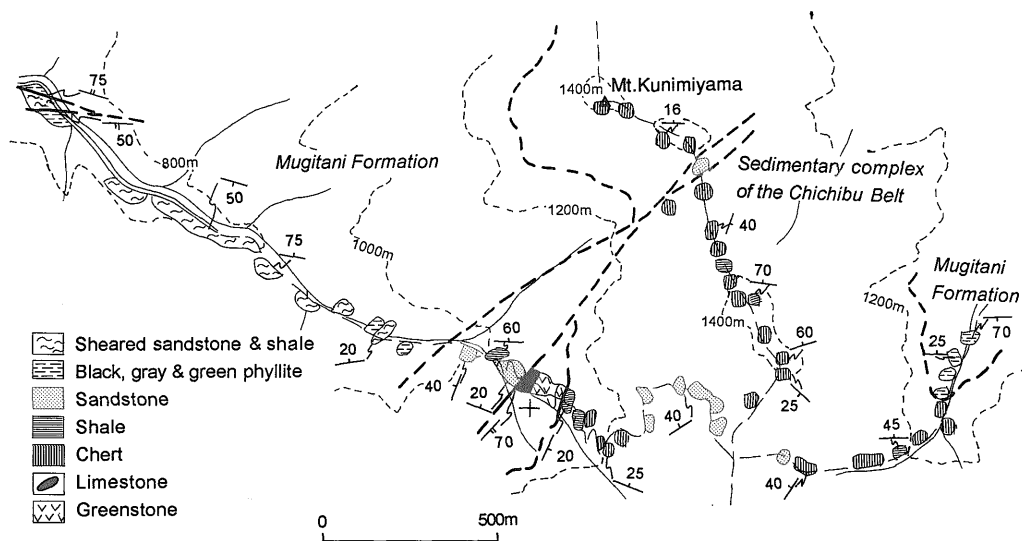 75
1400m
Mt.Kunimiyama
16
50
800m
Mugitani Formation
Sedimentary complex
of the Chichibu Belt
50
1200m
40
75
1000m
70
Mugitani
Formation
1200m
1400m
Sheared sandstone & shale
Black, gray & green phyllite
Sandstone
Shale
Chert
Limestone
Greenstone
20
60
60
25
70
40
20
25
40
70
20
45
25
40
0
500m